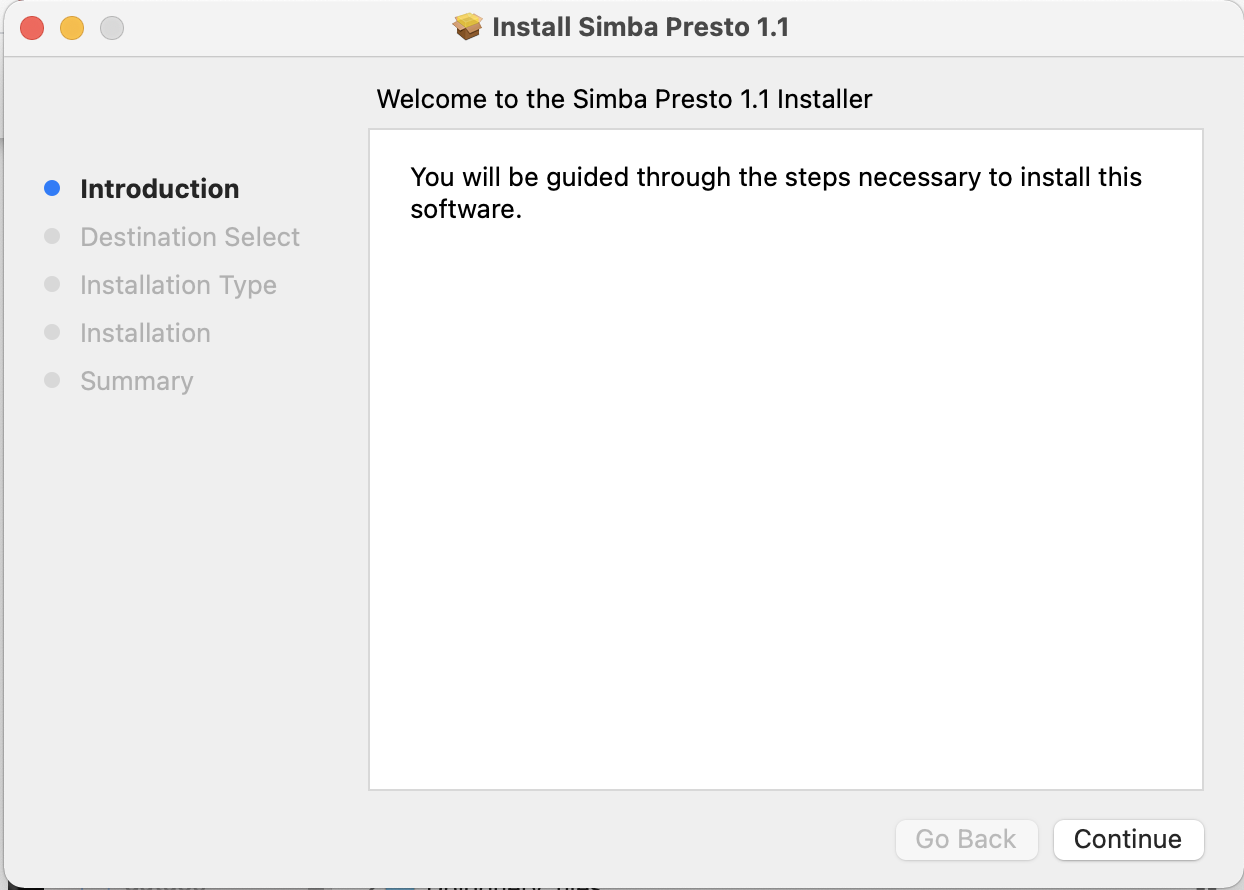 Install Simba Presto 1.1
Welcome to the Simba Presto 1.1 Installer
Introduction
Destination Select
Installation Type
Installation
Summary
You will be guided through the steps necessary to install this
software.
Go Back
Continue